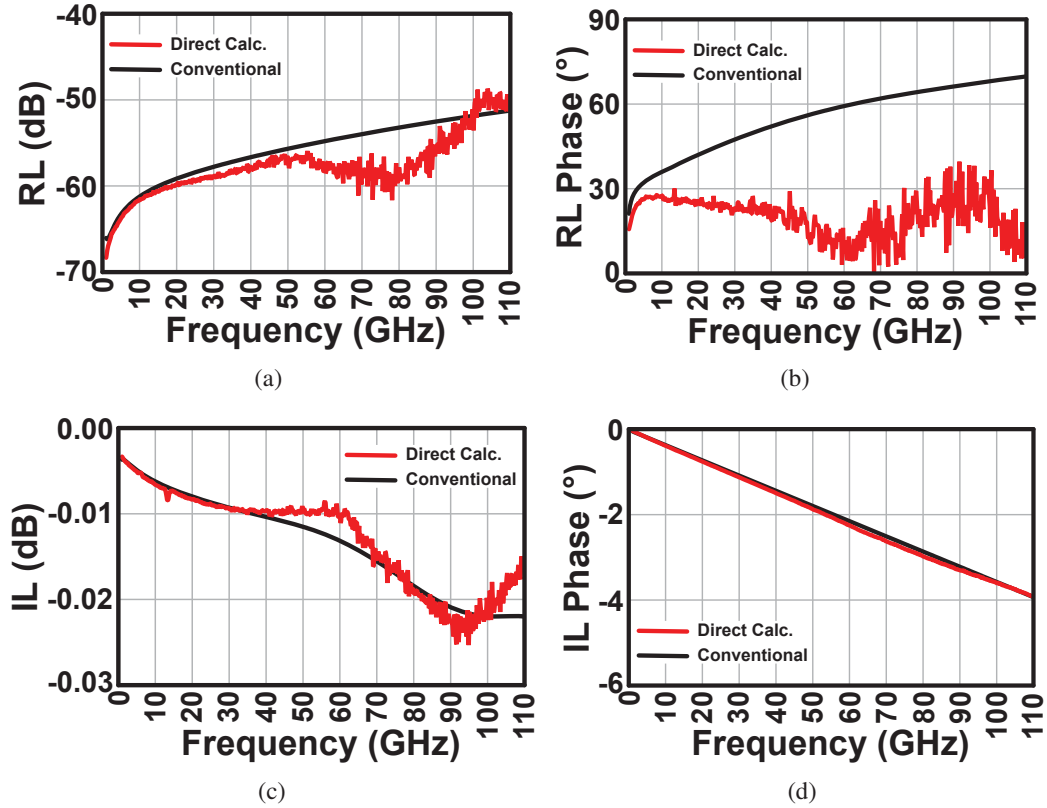 -40
-50
-60
-70
RL (dB)
Direct Calc.
Conventional
0 10 20 30 40 50 60 70 80 90 100 110
Frequency (GHz)
(a)
90
60
30
0
RL Phase (°)
Direct Calc.
Conventional
0 10 20 30 40 50 60 70 80 90 100 110
Frequency (GHz)
(b)
0.00
-0.01
-0.02
-0.03
IL (dB)
Direct Calc.
Conventional
0 10 20 30 40 50 60 70 80 90 100 110
Frequency (GHz)
(c)
0
-2
-4
-6
IL Phase (°)
Direct Calc.
Conventional
0 10 20 30 40 50 60 70 80 90 100 110
Frequency (GHz)
(d)